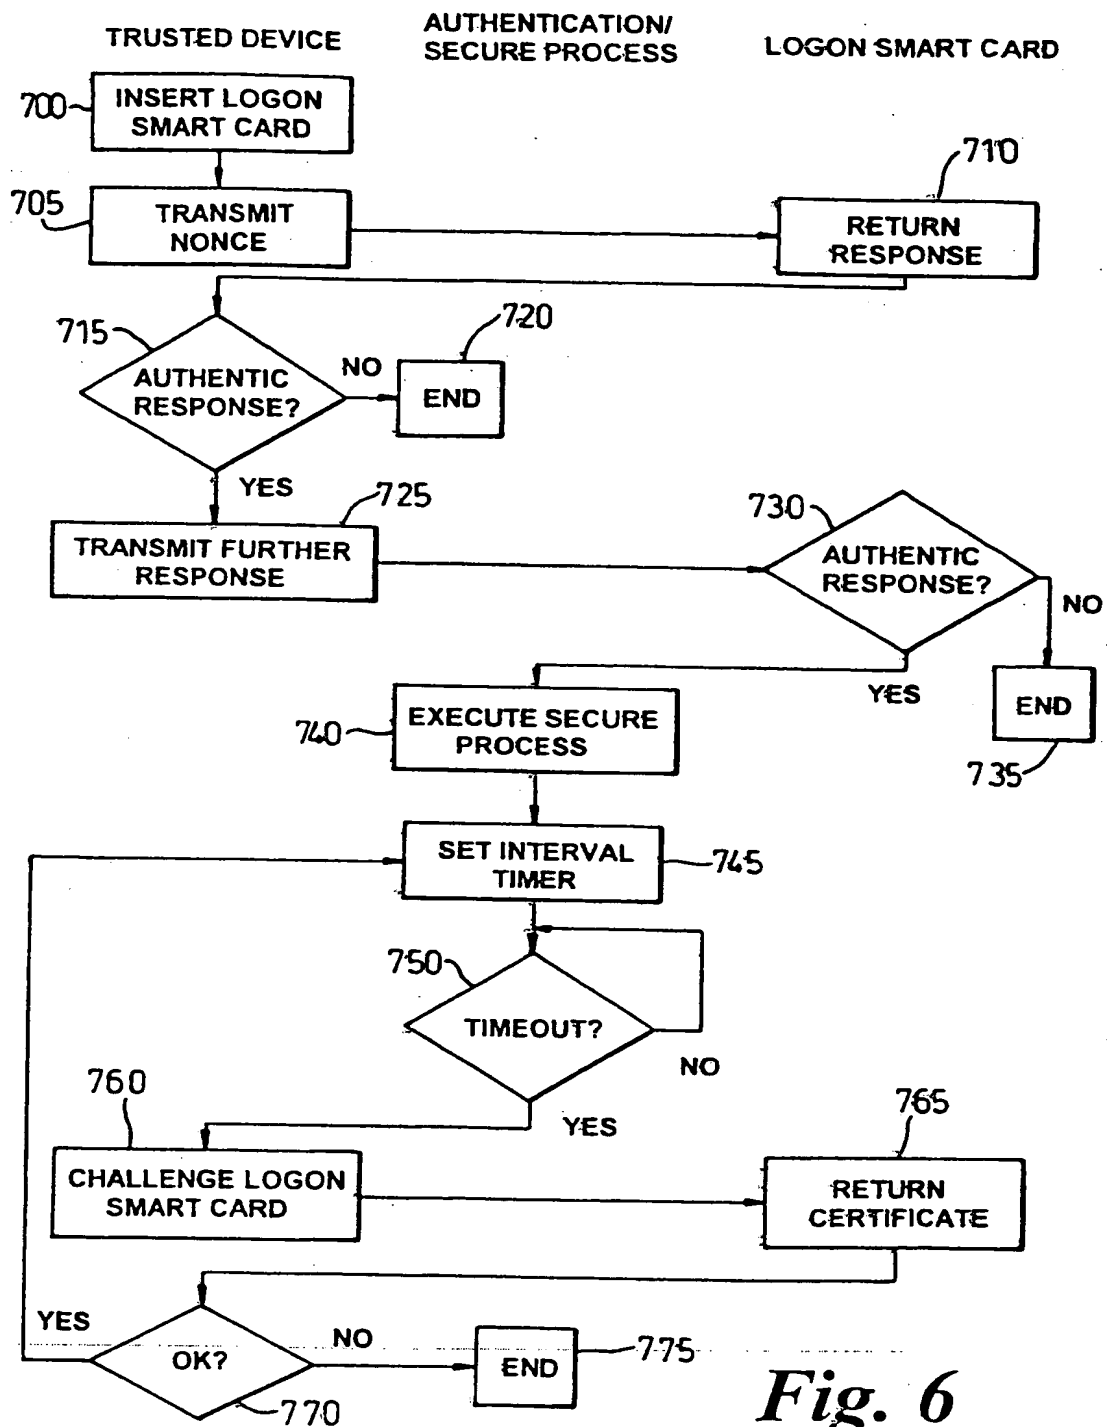 TRUSTED DEVICE
AUTHENTICATION/
SECURE PROCESS
LOGON SMART CARD
700
INSERT LOGON
SMART CARD
705
TRANSMIT
NONCE
710
RETURN
RESPONSE
715
AUTHENTIC
RESPONSE?
NO
720
END
YES
725
TRANSMIT FURTHER
RESPONSE
730
AUTHENTIC
RESPONSE?
NO
YES
END
735
740
EXECUTE SECURE
PROCESS
SET INTERVAL
TIMER
745
750
TIMEOUT?
NO
YES
760
CHALLENGE LOGON
SMART CARD
765
RETURN
CERTIFICATE
YES
OK?
NO
770
END
775
Fig. 6